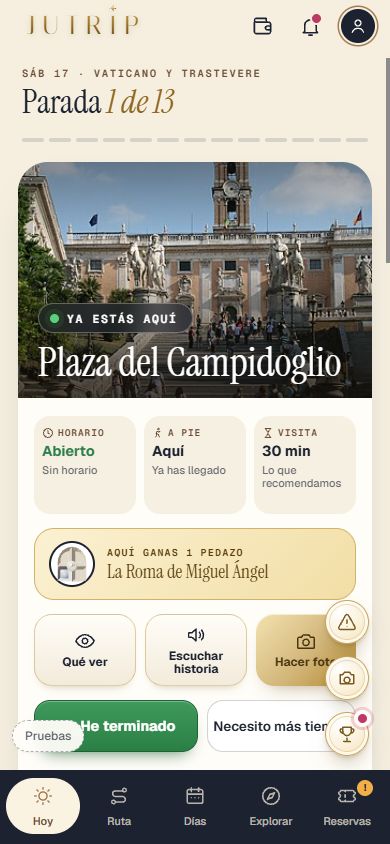 JUTRIP
SÁB 17 · VATICANO Y TRASTEVERE
Parada 1 de 13
YA ESTÁS AQUÍ
Plaza del Campidoglio
HORARIO
Abierto
Sin horario
A PIE
Aquí
Ya has llegado
VISITA
30 min
Lo que
recomendamos
AQUÍ GANAS 1 PEDAZO
La Roma de Miguel Ángel
Qué ver
Escuchar
historia
Hacer foto
He terminado
Necesito más
Pruebas
Hoy
Ruta
Días
Explorar
!
Reservas